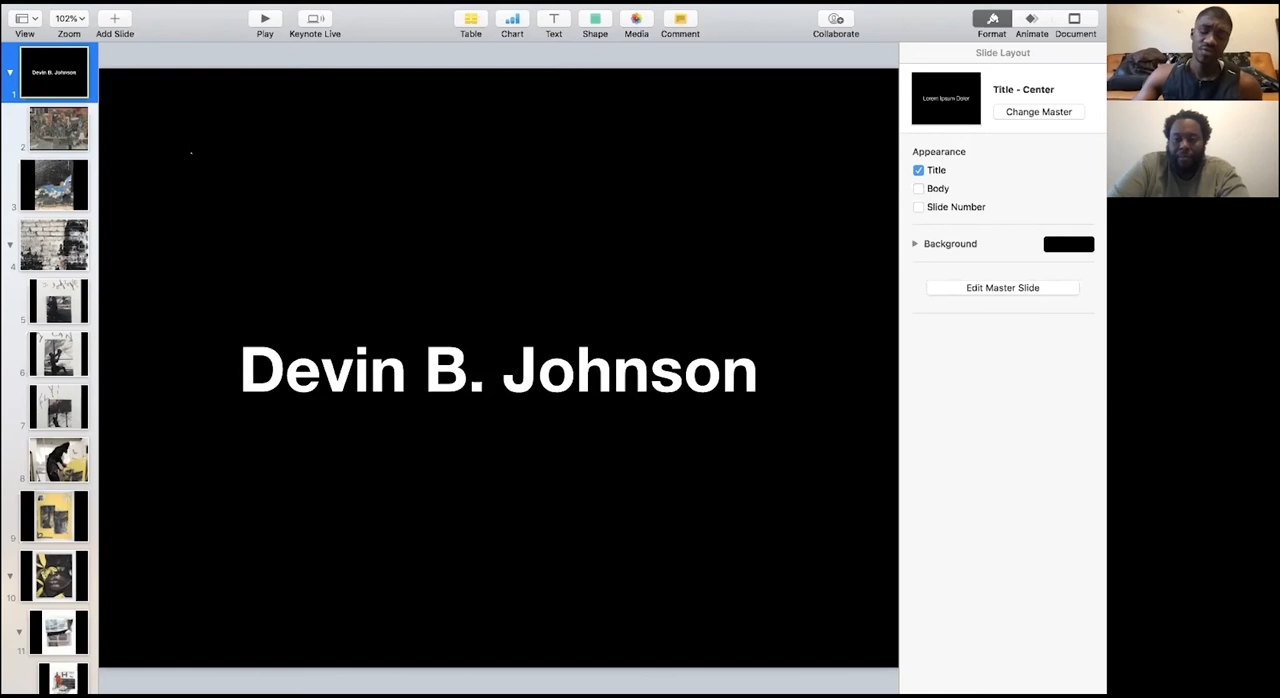 View
102%
Zoom
Add Slide
Play
Keynote Live
Table
Chart
Text
Shape
Media
Comment
Collaborate
Format
Animate
Document
Devin B. Johnson
1
2
3
4
5
6
7
8
9
10
11
Devin B. Johnson
Slide Layout
Lorem Ipsum Dolor
Title - Center
Change Master
Appearance
Title
Body
Slide Number
Background
Edit Master Slide